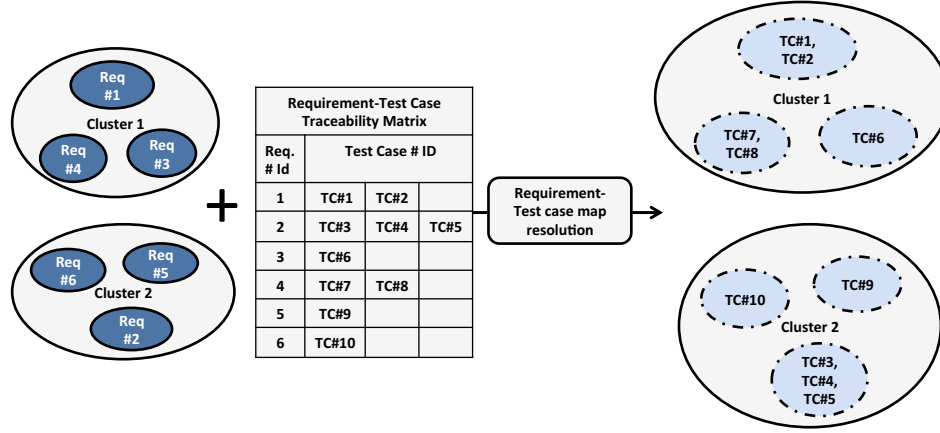 Req
#1
Cluster 1
Req
#4
Req
#3
Req
#6
Req
#5
Cluster 2
Req
#2
+
Requirement-Test Case
Traceability Matrix
Req.
# Id
Test Case # ID
1 TC#1 TC#2
2 TC#3 TC#4 TC#5
3 TC#6
4 TC#7 TC#8
5 TC#9
6 TC#10
Requirement-
Test case map
resolution
TC#1,
TC#2
Cluster 1
TC#7,
TC#8
TC#6
TC#10
TC#9
Cluster 2
TC#3,
TC#4,
TC#5